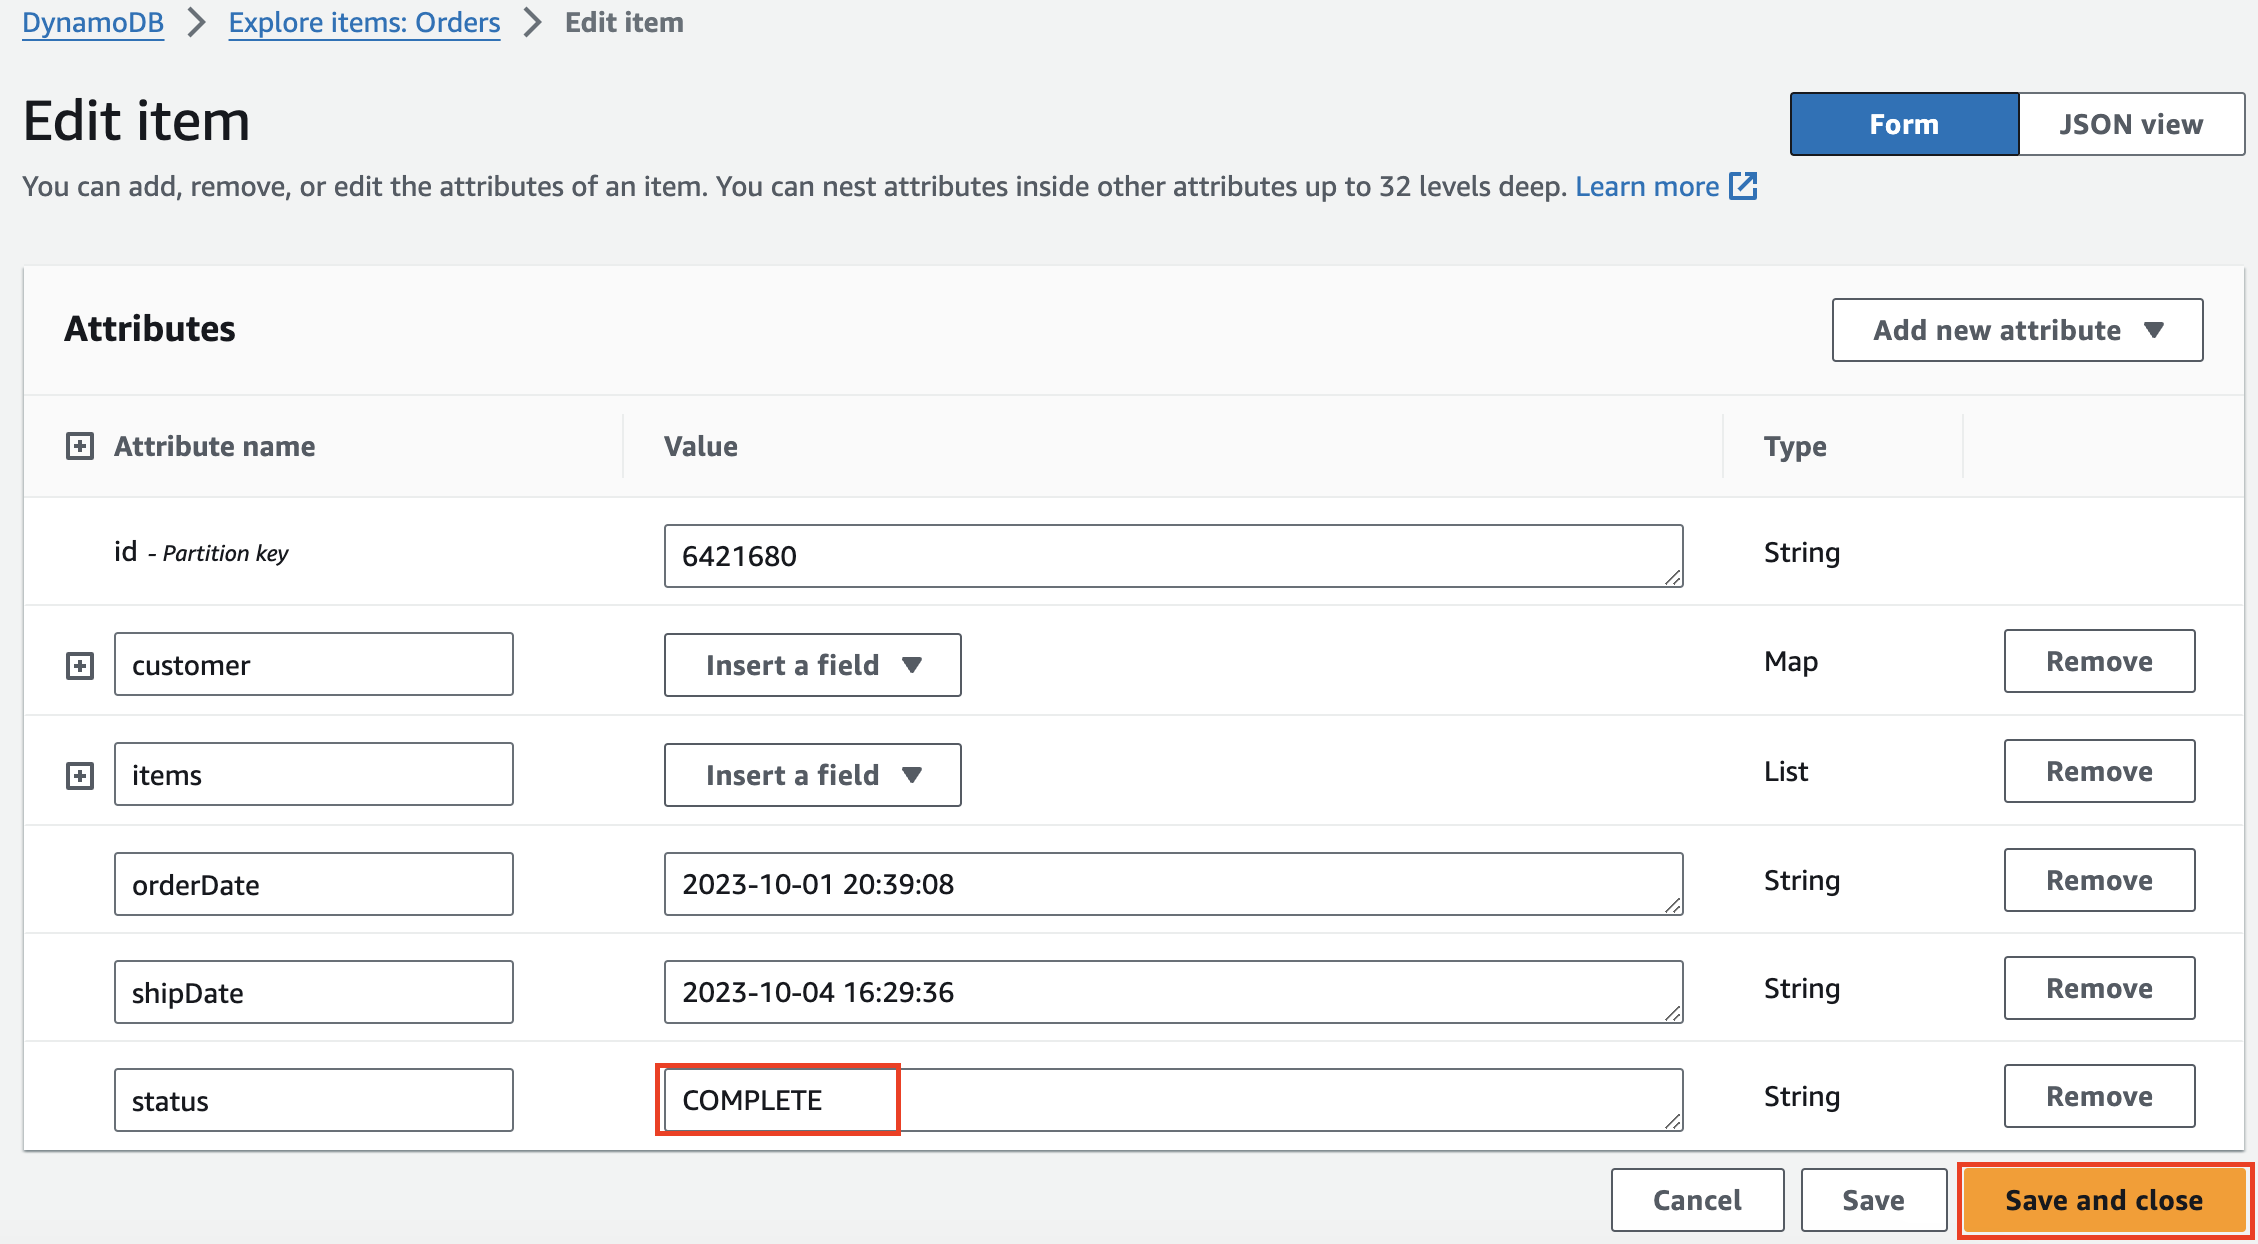 DynamoDB > Explore items: Orders > Edit item
Edit item
Form JSON view
You can add, remove, or edit the attributes of an item. You can nest attributes inside other attributes up to 32 levels deep. Learn more
Attributes
Add new attribute
Attribute name Value Type
id - Partition key 6421680 String
customer Insert a field Map Remove
items Insert a field List Remove
orderDate 2023-10-01 20:39:08 String Remove
shipDate 2023-10-04 16:29:36 String Remove
status COMPLETE String Remove
Cancel Save Save and close